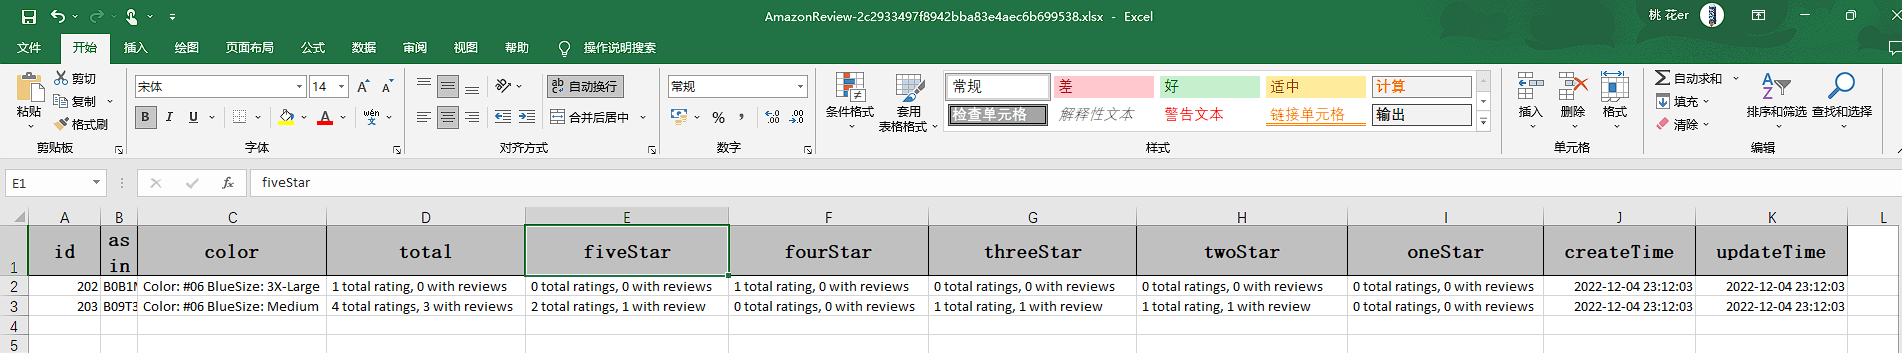 AmazonReview-2c2933497f8942bba83e4aec6b699538.xlsx - Excel
桃 花er
文件 开始 插入 绘图 页面布局 公式 数据 审阅 视图 帮助 操作说明搜索
粘贴 剪切 复制 格式刷
剪贴板
宋体 14 A A
B I U A wén 文
字体
ab 自动换行
合并后居中
对齐方式
常规
% , .00 .00
数字
条件格式 套用表格格式
常规 差 好 适中 计算
检查单元格 解释性文本 警告文本 链接单元格 输出
样式
插入 删除 格式
单元格
自动求和 填充 清除 排序和筛选 查找和选择
编辑
E1 fx fiveStar
A B C D E F G H I J K L
1 id asin color total fiveStar fourStar threeStar twoStar oneStar createTime updateTime
2 202 B0B1 Color: #06 BlueSize: 3X-Large 1 total rating, 0 with reviews 0 total ratings, 0 with reviews 1 total rating, 0 with reviews 0 total ratings, 0 with reviews 0 total ratings, 0 with reviews 0 total ratings, 0 with reviews 2022-12-04 23:12:03 2022-12-04 23:12:03
3 203 B09T3 Color: #06 BlueSize: Medium 4 total ratings, 3 with reviews 2 total ratings, 1 with review 0 total ratings, 0 with reviews 1 total rating, 1 with review 1 total rating, 1 with review 0 total ratings, 0 with reviews 2022-12-04 23:12:03 2022-12-04 23:12:03
4
5